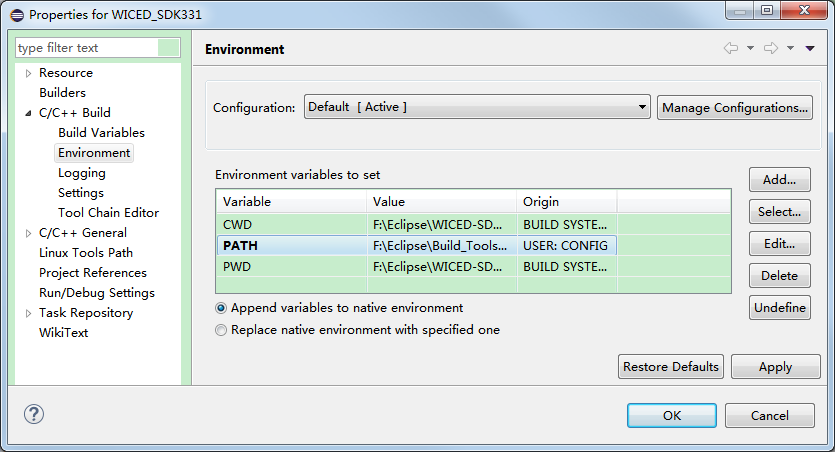 Properties for WICED_SDK331
type filter text
Resource
Builders
C/C++ Build
Build Variables
Environment
Logging
Settings
Tool Chain Editor
C/C++ General
Linux Tools Path
Project References
Run/Debug Settings
Task Repository
WikiText
Environment
Configuration: Default [ Active ] Manage Configurations...
Environment variables to set
Variable Value Origin
CWD F:\Eclipse\WICED-SD... BUILD SYSTE...
PATH F:\Eclipse\Build_Tools... USER: CONFIG
PWD F:\Eclipse\WICED-SD... BUILD SYSTE...
Add...
Select...
Edit...
Delete
Undefine
Append variables to native environment
Replace native environment with specified one
Restore Defaults Apply
? OK Cancel